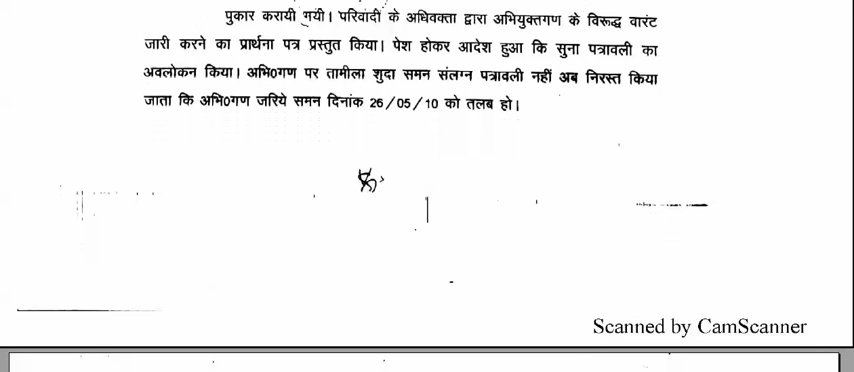 पुकार करायी गयी। परिवादी के अधिवक्ता द्वारा अभियुक्तगण के विरूद्ध वारंट
जारी करने का प्रार्थना पत्र प्रस्तुत किया। पेश होकर आदेश हुआ कि सुना पत्रावली का
अवलोकन किया। अभि0गण पर तामीला शुदा समन संलग्न पत्रावली नहीं अब निरस्त किया
जाता कि अभि0गण जरिये समन दिनांक 26/05/10 को तलब हो।
Scanned by CamScanner